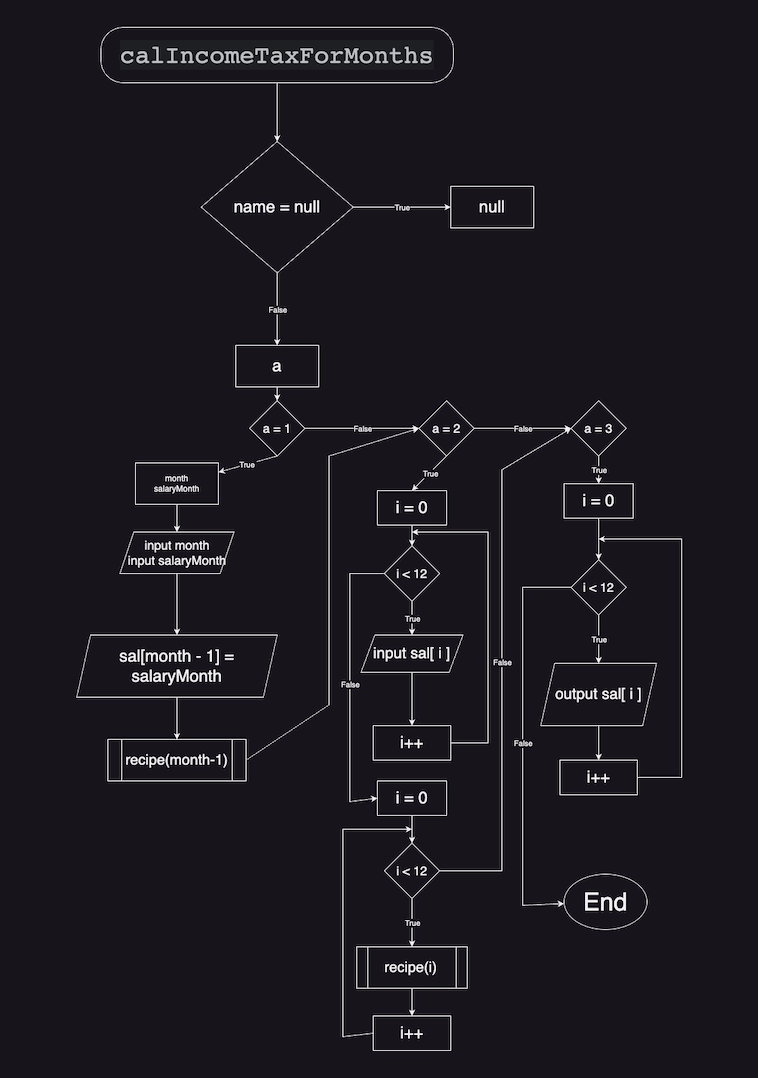 calIncomeTaxForMonths
name = null
True
null
False
a
a = 1
False
a = 2
False
a = 3
True
month
salaryMonth
input month
input salaryMonth
sal[month - 1] =
salaryMonth
recipe(month-1)
True
i = 0
i < 12
True
input sal[ i ]
False
i++
i = 0
i < 12
False
True
recipe(i)
i++
True
i = 0
i < 12
True
output sal[ i ]
False
i++
End